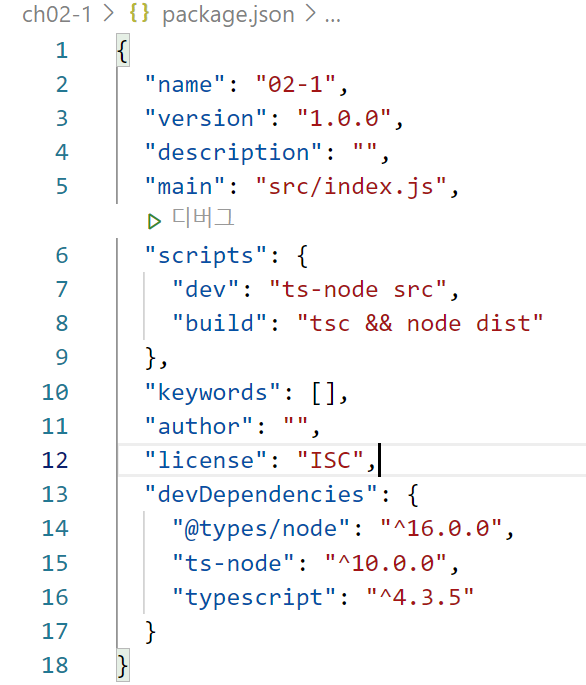 ch02-1 > {} package.json > ...
1 {
2 "name": "02-1",
3 "version": "1.0.0",
4 "description": "",
5 "main": "src/index.js",
디버그
6 "scripts": {
7 "dev": "ts-node src",
8 "build": "tsc && node dist"
9 },
10 "keywords": [],
11 "author": "",
12 "license": "ISC",
13 "devDependencies": {
14 "@types/node": "^16.0.0",
15 "ts-node": "^10.0.0",
16 "typescript": "^4.3.5"
17 }
18 }